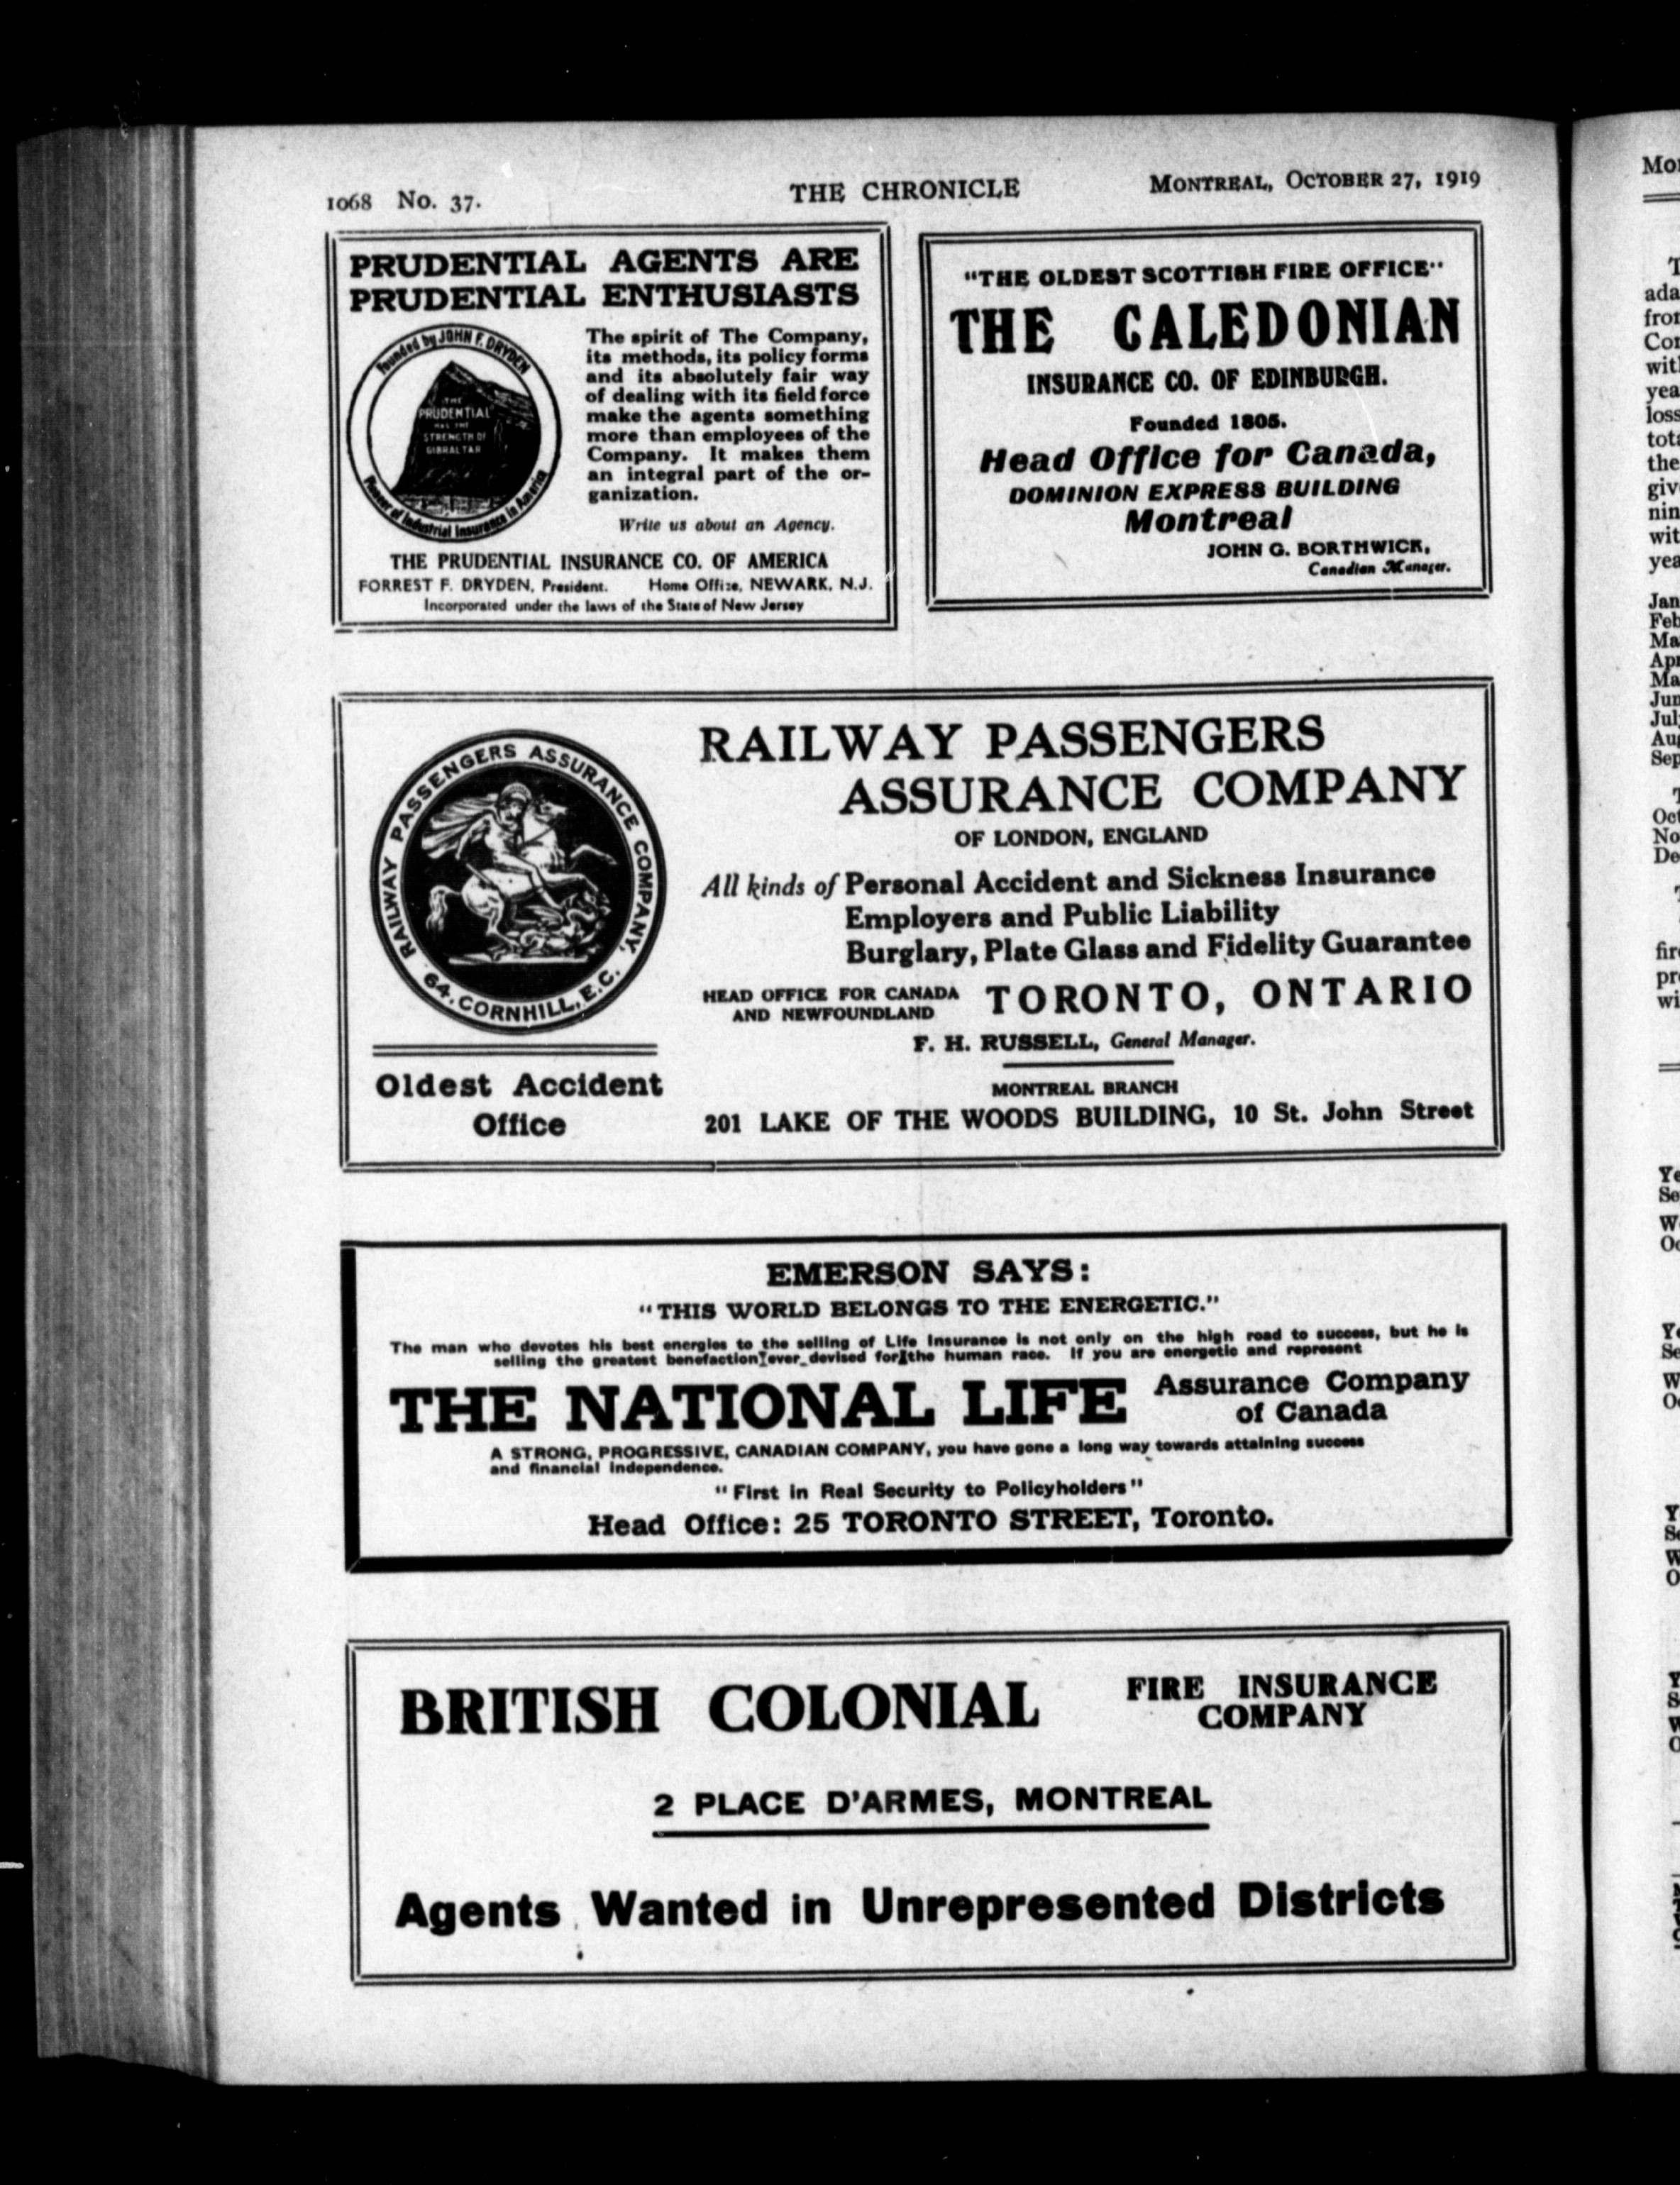 1068 No. 37.
THE CHRONICLE
MONTREAL, OCTOBER 27, 1919
PRUDENTIAL AGENTS ARE
PRUDENTIAL ENTHUSIASTS
Founded by JOHN F. DRYDEN
THE
PRUDENTIAL
HAS THE
STRENGTH OF
GIBRALTAR
Pioneer of Industrial Insurance in America
The spirit of The Company,
its methods, its policy forms
and its absolutely fair way
of dealing with its field force
make the agents something
more than employees of the
Company. It makes them
an integral part of the or-
ganization.
Write us about an Agency.
THE PRUDENTIAL INSURANCE CO. OF AMERICA
FORREST F. DRYDEN, President. Home Office, NEWARK, N.J.
Incorporated under the laws of the State of New Jersey
"THE OLDEST SCOTTISH FIRE OFFICE"
THE CALEDONIAN
INSURANCE CO. OF EDINBURGH.
Founded 1805.
Head Office for Canada,
DOMINION EXPRESS BUILDING
Montreal
JOHN G. BORTHWICK,
Canadian Manager.
RAILWAY PASSENGERS ASSURANCE COMPANY,
64, CORNHILL, E.C.
Oldest Accident
Office
RAILWAY PASSENGERS
ASSURANCE COMPANY
OF LONDON, ENGLAND
All kinds of Personal Accident and Sickness Insurance
Employers and Public Liability
Burglary, Plate Glass and Fidelity Guarantee
HEAD OFFICE FOR CANADA
AND NEWFOUNDLAND
TORONTO, ONTARIO
F. H. RUSSELL, General Manager.
MONTREAL BRANCH
201 LAKE OF THE WOODS BUILDING, 10 St. John Street
EMERSON SAYS:
"THIS WORLD BELONGS TO THE ENERGETIC."
The man who devotes his best energies to the selling of Life Insurance is not only on the high road to success, but he is
selling the greatest benefaction ever devised for the human race. If you are energetic and represent
THE NATIONAL LIFE Assurance Company
of Canada
A STRONG, PROGRESSIVE, CANADIAN COMPANY, you have gone a long way towards attaining success
and financial independence.
"First in Real Security to Policyholders"
Head Office: 25 TORONTO STREET, Toronto.
BRITISH COLONIAL FIRE INSURANCE
COMPANY
2 PLACE D'ARMES, MONTREAL
Agents Wanted in Unrepresented Districts